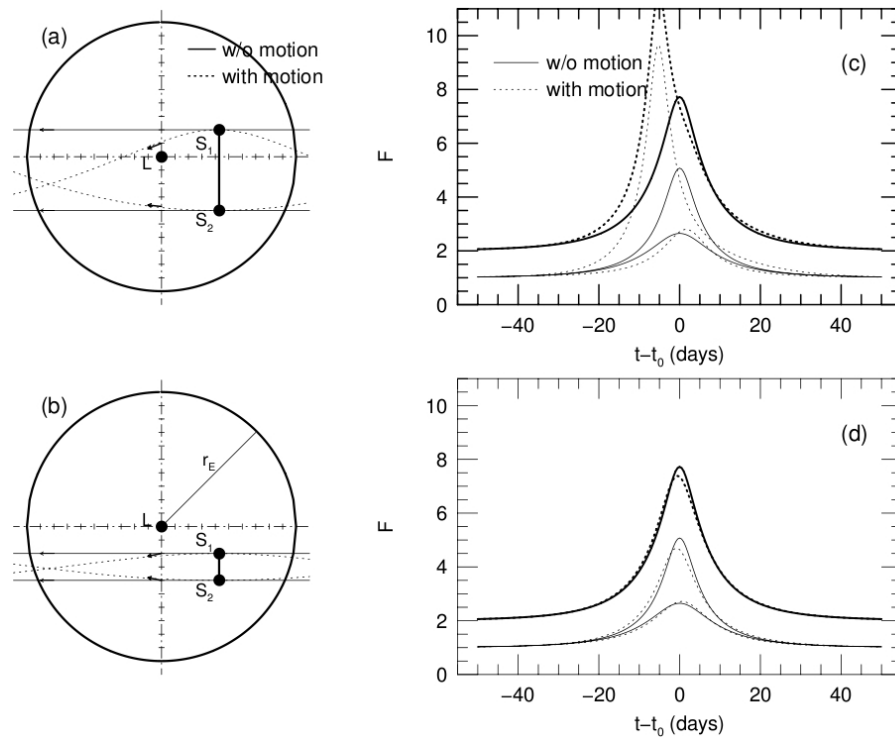 (a)
w/o motion
with motion
S1
L
S2
(c)
w/o motion
with motion
F
10
8
6
4
2
0
−40 −20 0 20 40
t−t0 (days)
(b)
rE
L
S1
S2
(d)
F
10
8
6
4
2
0
−40 −20 0 20 40
t−t0 (days)